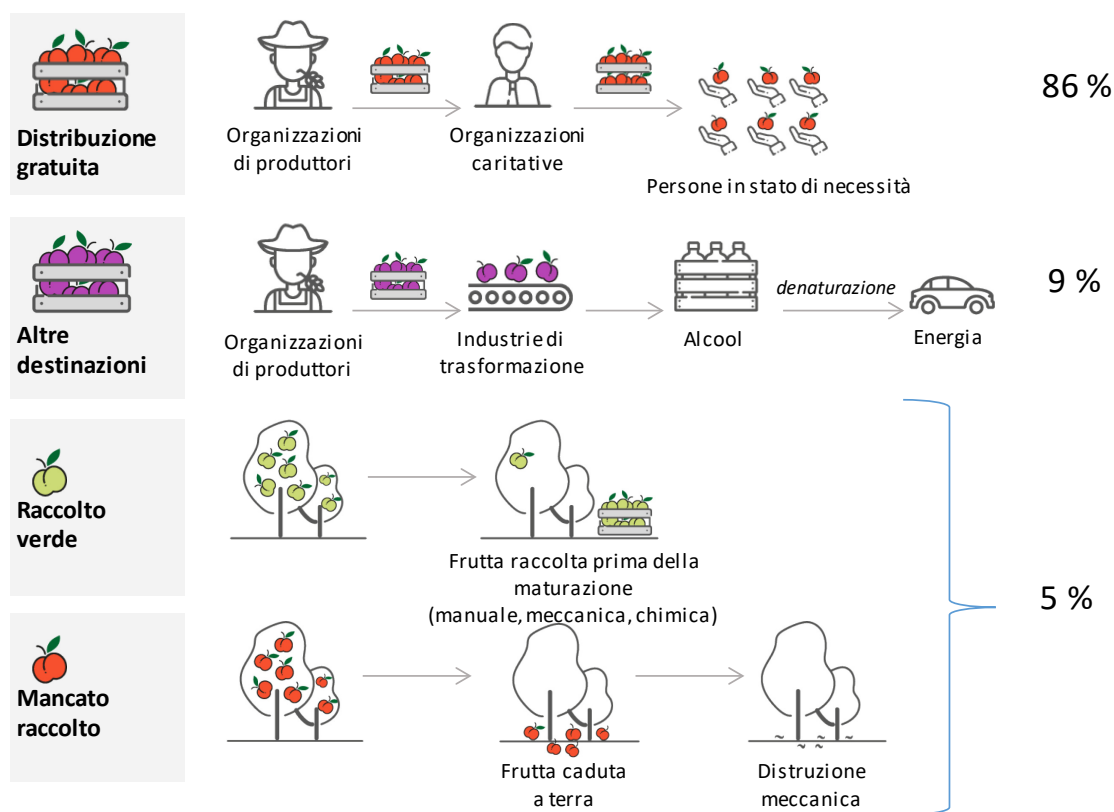 Distribuzione
gratuita
Organizzazioni
di produttori
Organizzazioni
caritative
Persone in stato di necessità
86 %
Altre
destinazioni
Organizzazioni
di produttori
Industrie di
trasformazione
Alcool
denaturazione
Energia
9 %
Raccolto
verde
Frutta raccolta prima della
maturazione
(manuale, meccanica, chimica)
5 %
Mancato
raccolto
Frutta caduta
a terra
Distruzione
meccanica